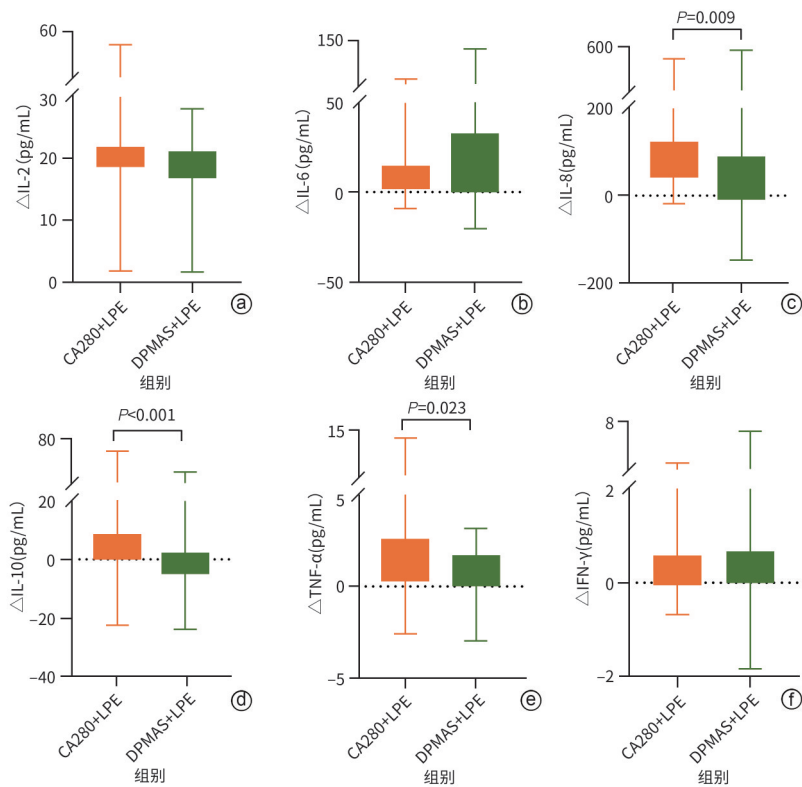 60
30
20
10
0
△IL-2 (pg/mL)
CA280+LPE
DPMAS+LPE
组别
ⓐ
150
50
0
−50
△IL-6 (pg/mL)
CA280+LPE
DPMAS+LPE
组别
ⓑ
P=0.009
600
200
0
−200
△IL-8(pg/mL)
CA280+LPE
DPMAS+LPE
组别
ⓒ
P<0.001
80
20
0
−20
−40
△IL-10(pg/mL)
CA280+LPE
DPMAS+LPE
组别
ⓓ
P=0.023
15
5
0
−5
△TNF-α(pg/mL)
CA280+LPE
DPMAS+LPE
组别
ⓔ
8
2
0
−2
△IFN-γ(pg/mL)
CA280+LPE
DPMAS+LPE
组别
ⓕ